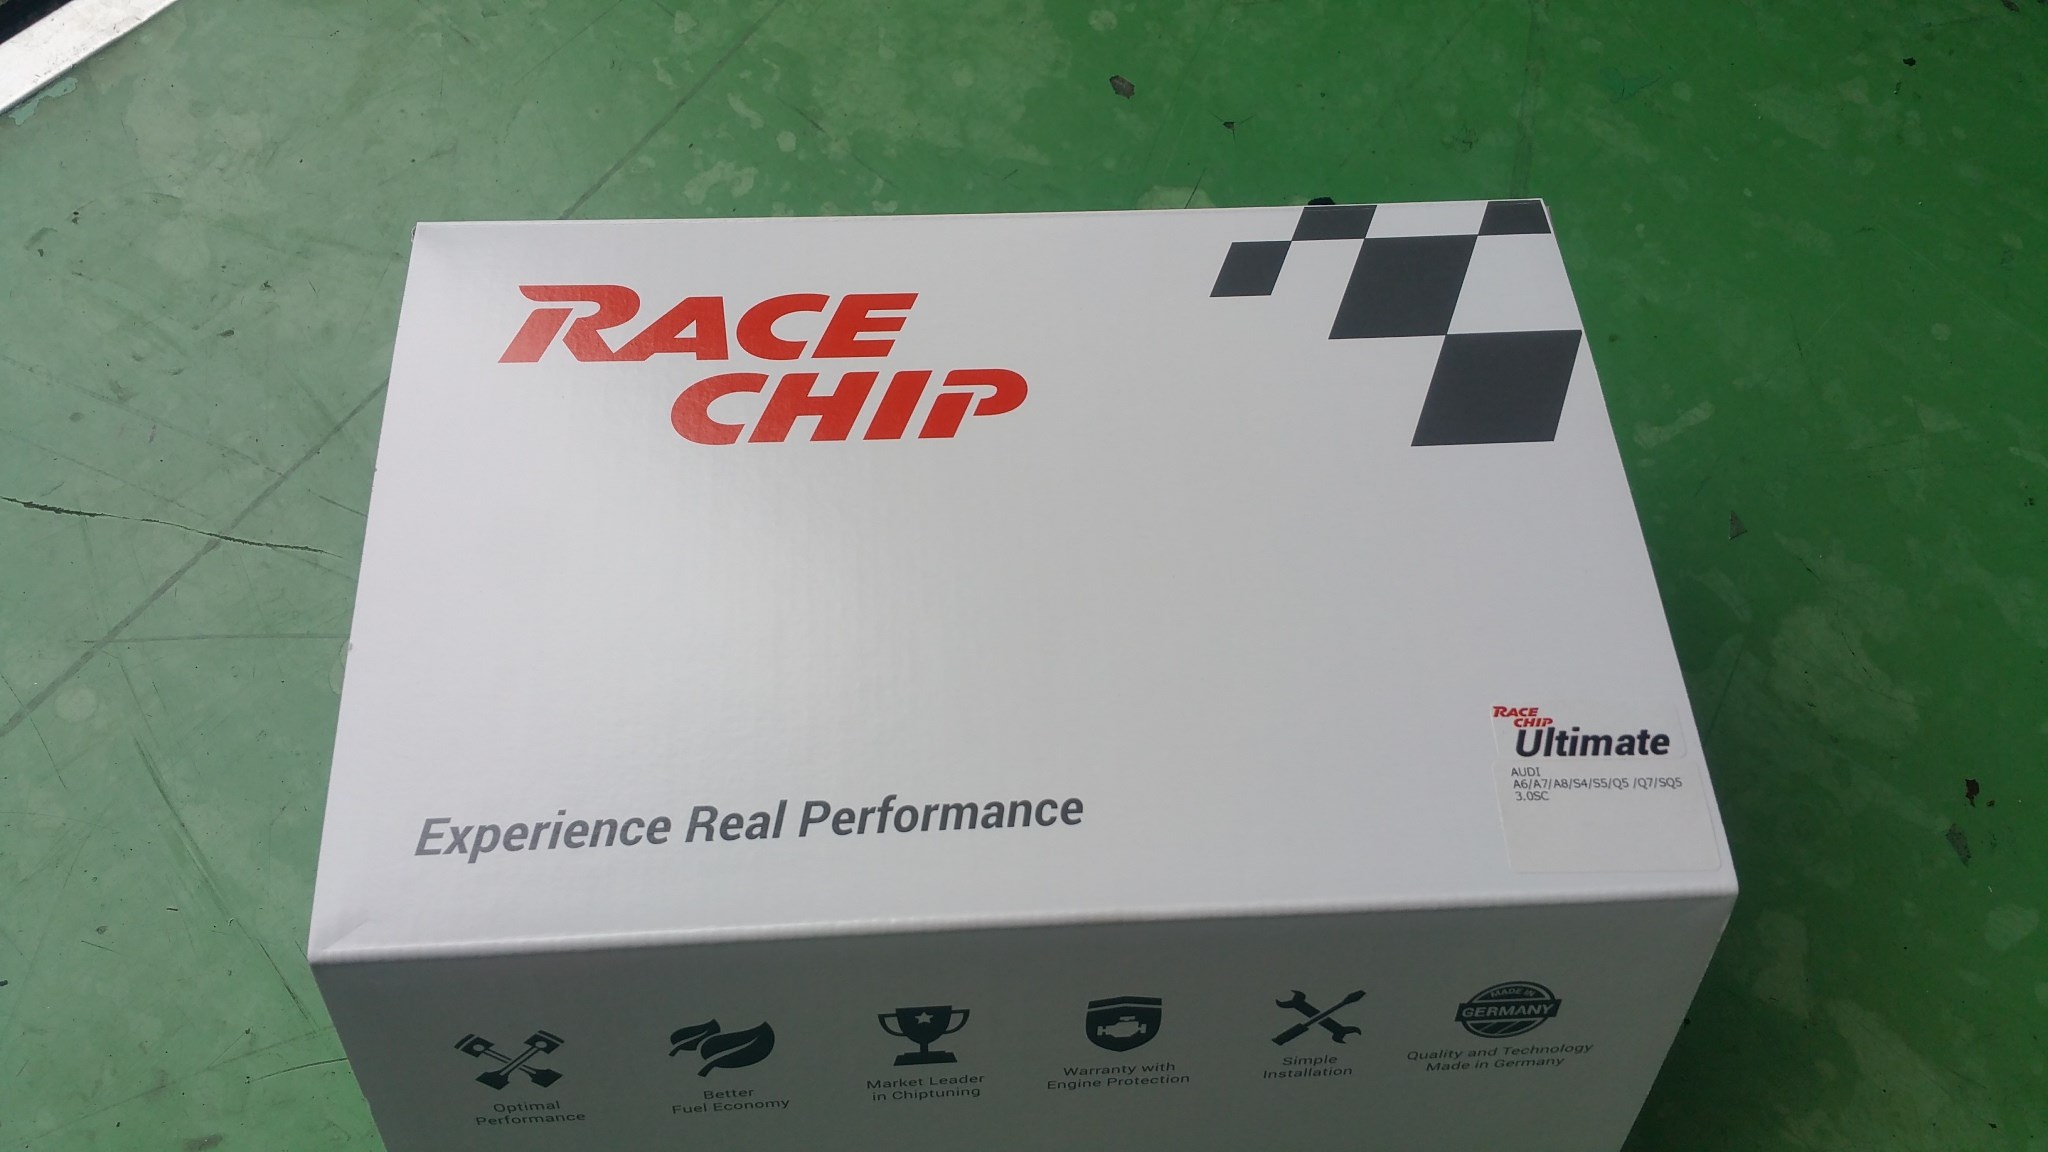 RACE
CHIP
Experience Real Performance
RACE
CHIP
Ultimate
AUDI
A6/A7/A8/S4/S5/Q5 /Q7/SQ5
3.0SC
Optimal
Performance
Better
Fuel Economy
Market Leader
in Chiptuning
Warranty with
Engine Protection
Simple
Installation
MADE IN
GERMANY
Quality and Technology
Made in Germany